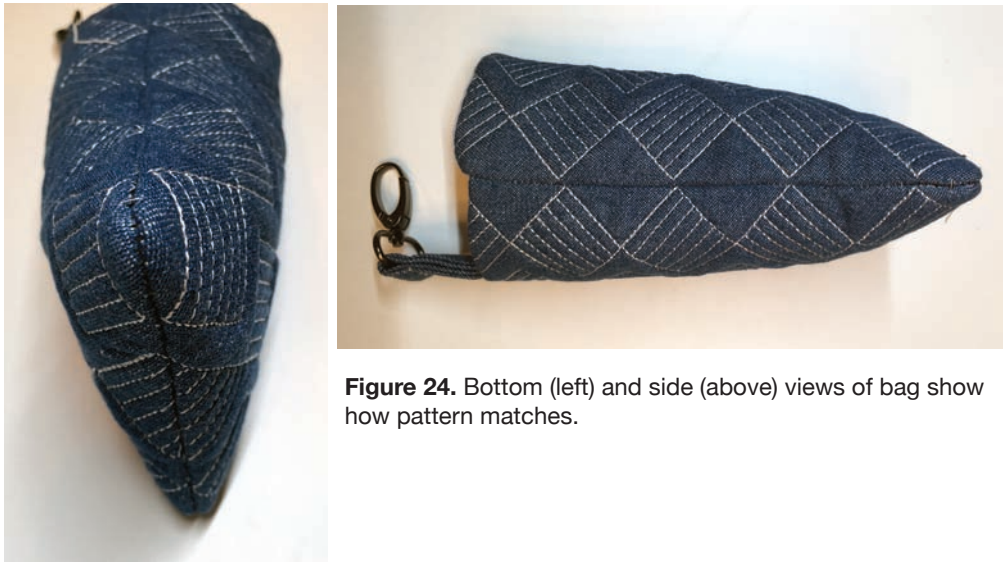 Figure 24. Bottom (left) and side (above) views of bag show
how pattern matches.